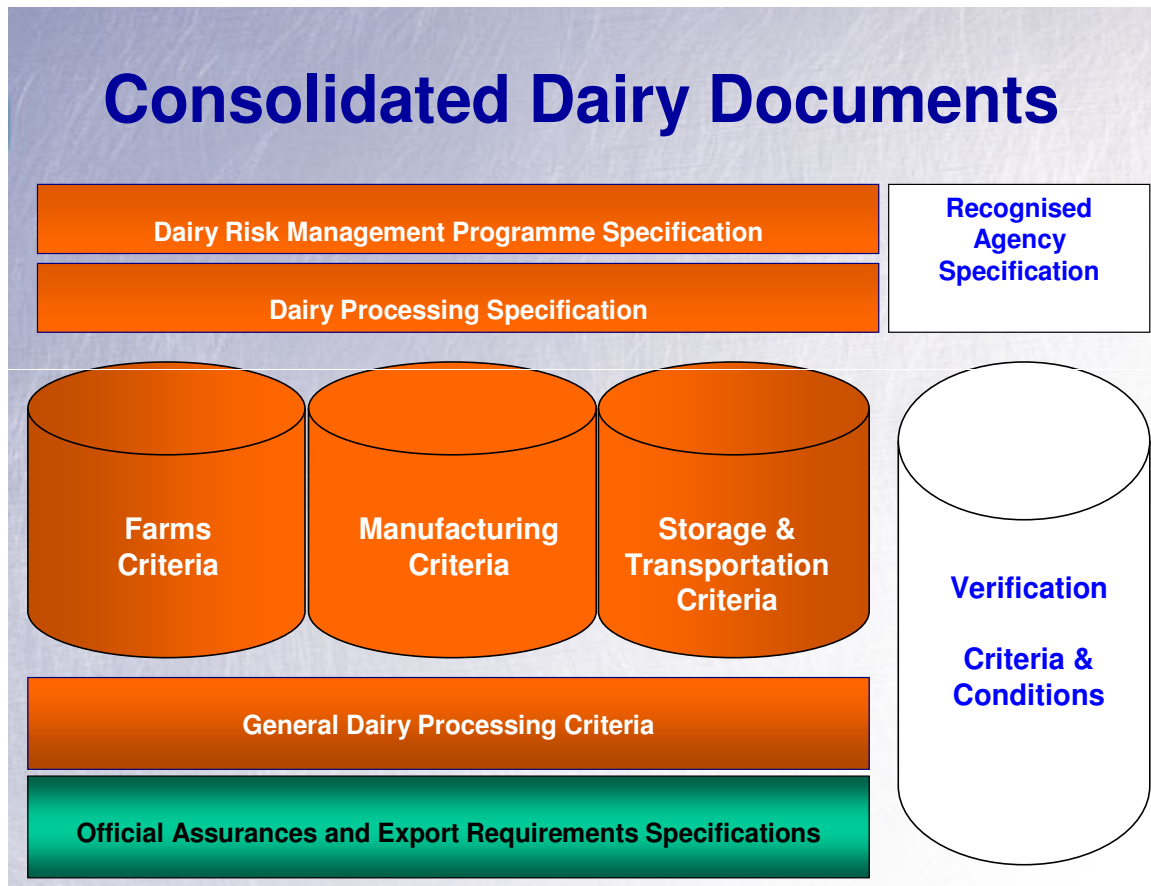 Consolidated Dairy Documents
Dairy Risk Management Programme Specification
Dairy Processing Specification
Recognised
Agency
Specification
Farms
Criteria
Manufacturing
Criteria
Storage &
Transportation
Criteria
Verification
Criteria &
Conditions
General Dairy Processing Criteria
Official Assurances and Export Requirements Specifications